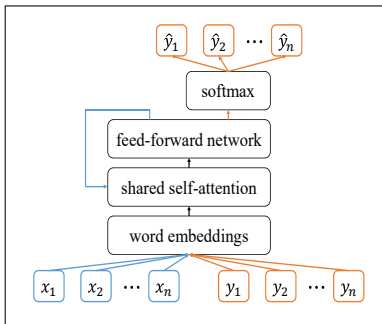 ŷ₁ ŷ₂ ⋯ ŷₙ
softmax
feed-forward network
shared self-attention
word embeddings
x₁ x₂ ⋯ xₙ y₁ y₂ ⋯ yₙ